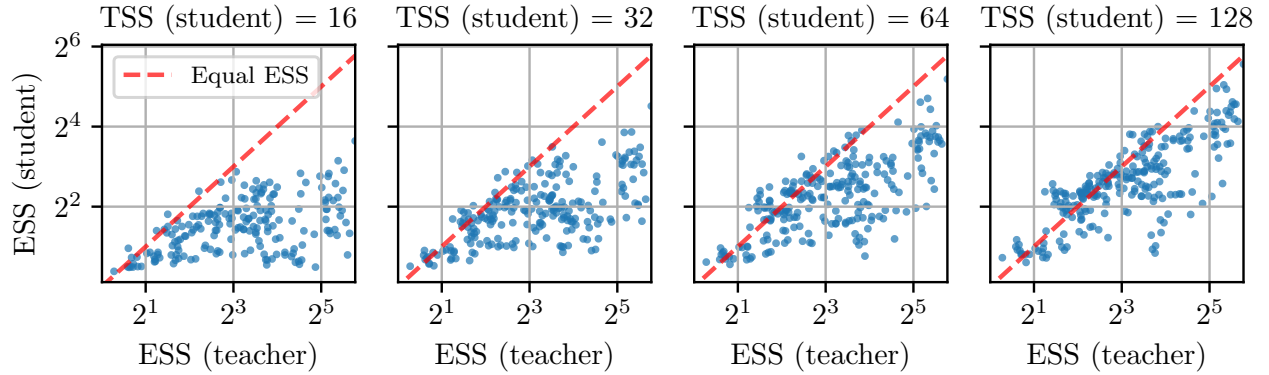 TSS (student) = 16
TSS (student) = 32
TSS (student) = 64
TSS (student) = 128
ESS (student)
2^6
2^4
2^2
Equal ESS
2^1 2^3 2^5
2^1 2^3 2^5
2^1 2^3 2^5
2^1 2^3 2^5
ESS (teacher)
ESS (teacher)
ESS (teacher)
ESS (teacher)